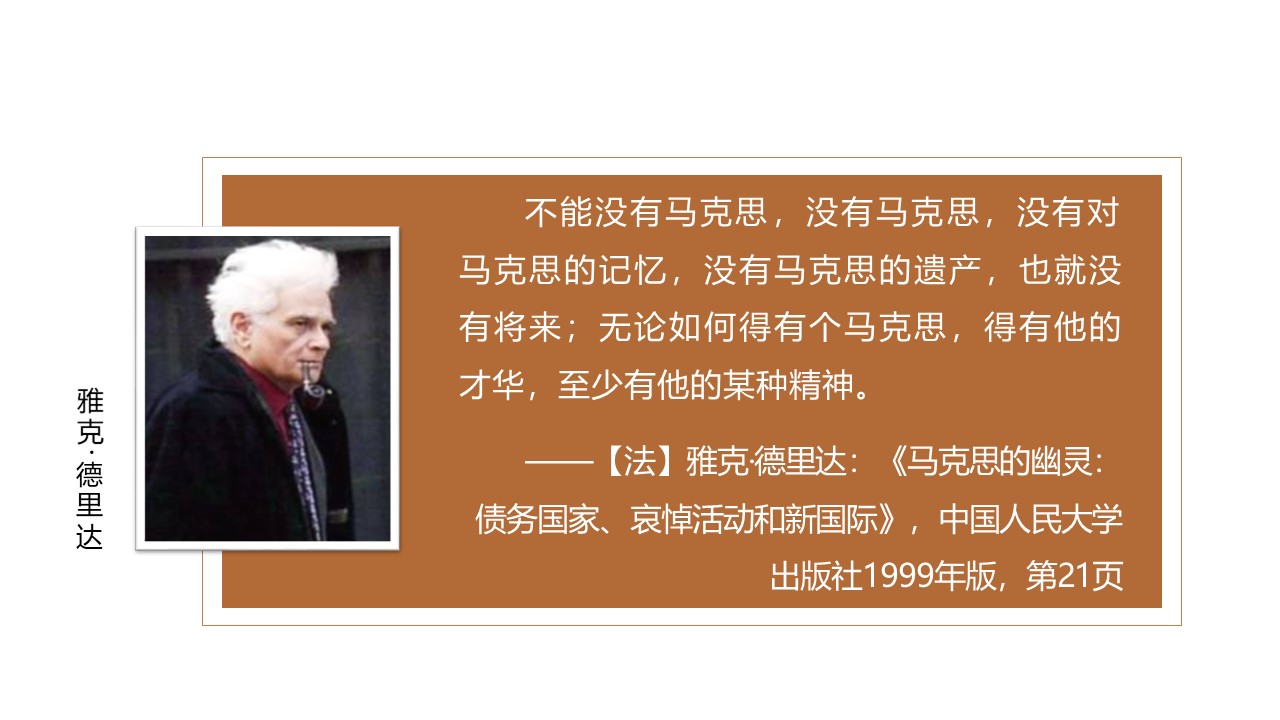 不能没有马克思，没有马克思，没有对
马克思的记忆，没有马克思的遗产，也就没
有将来；无论如何得有个马克思，得有他的
才华，至少有他的某种精神。
——【法】雅克·德里达：《马克思的幽灵：
债务国家、哀悼活动和新国际》，中国人民大学
出版社1999年版，第21页
雅克·德里达